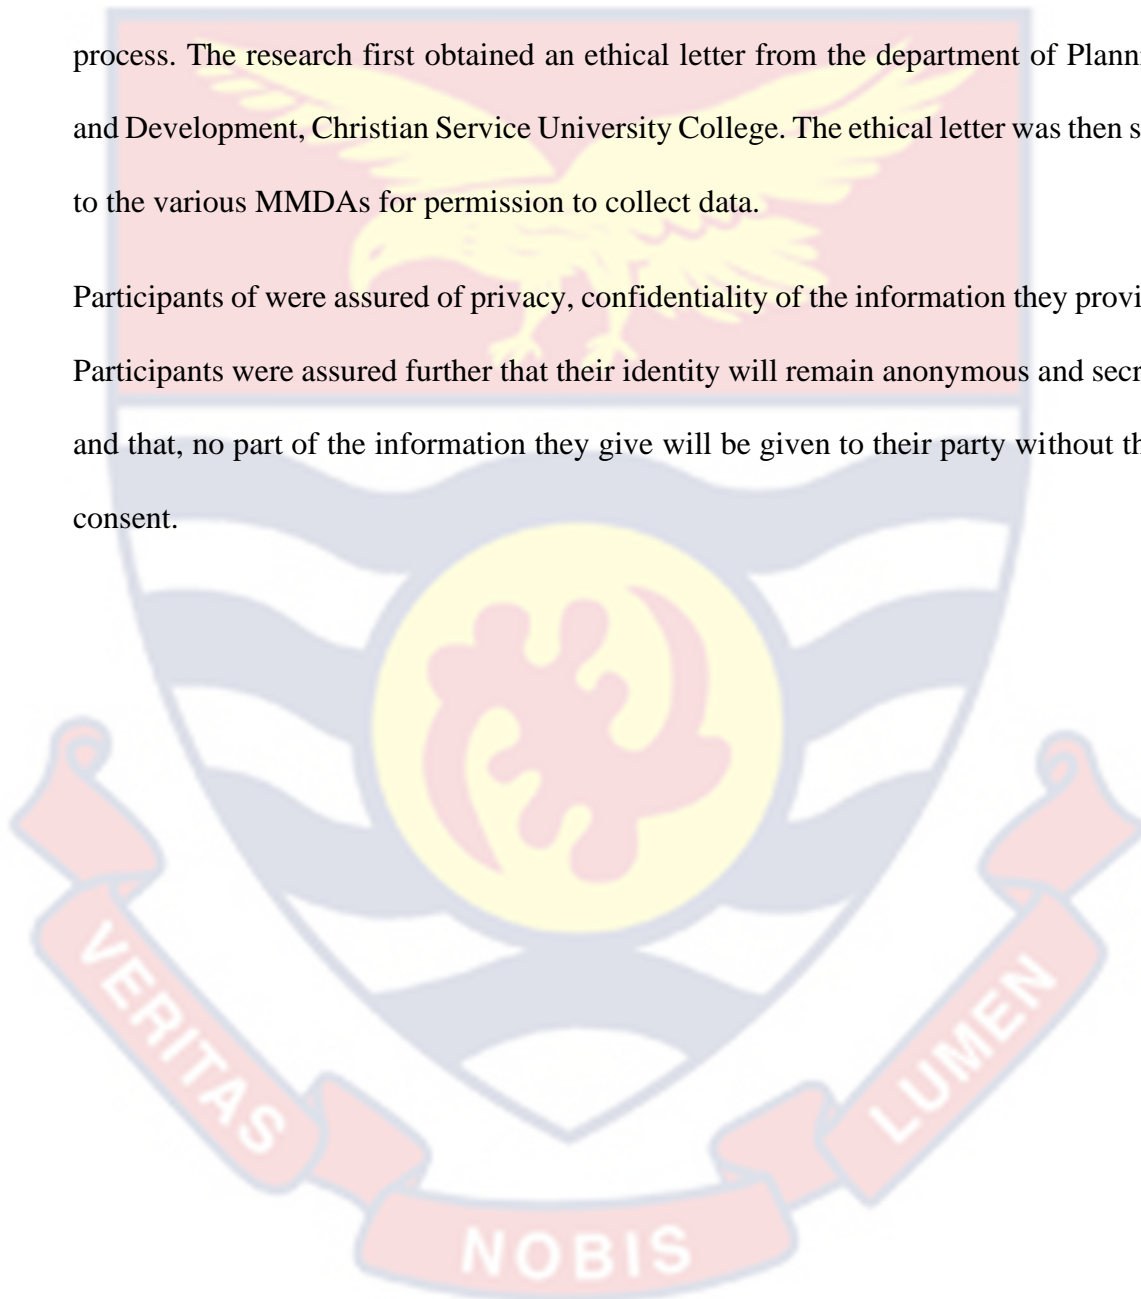 process. The research first obtained an ethical letter from the department of Planni
and Development, Christian Service University College. The ethical letter was then s
to the various MMDAs for permission to collect data.
Participants of were assured of privacy, confidentiality of the information they provi
Participants were assured further that their identity will remain anonymous and secr
and that, no part of the information they give will be given to their party without th
consent.
VERITAS
NOBIS
LUMEN